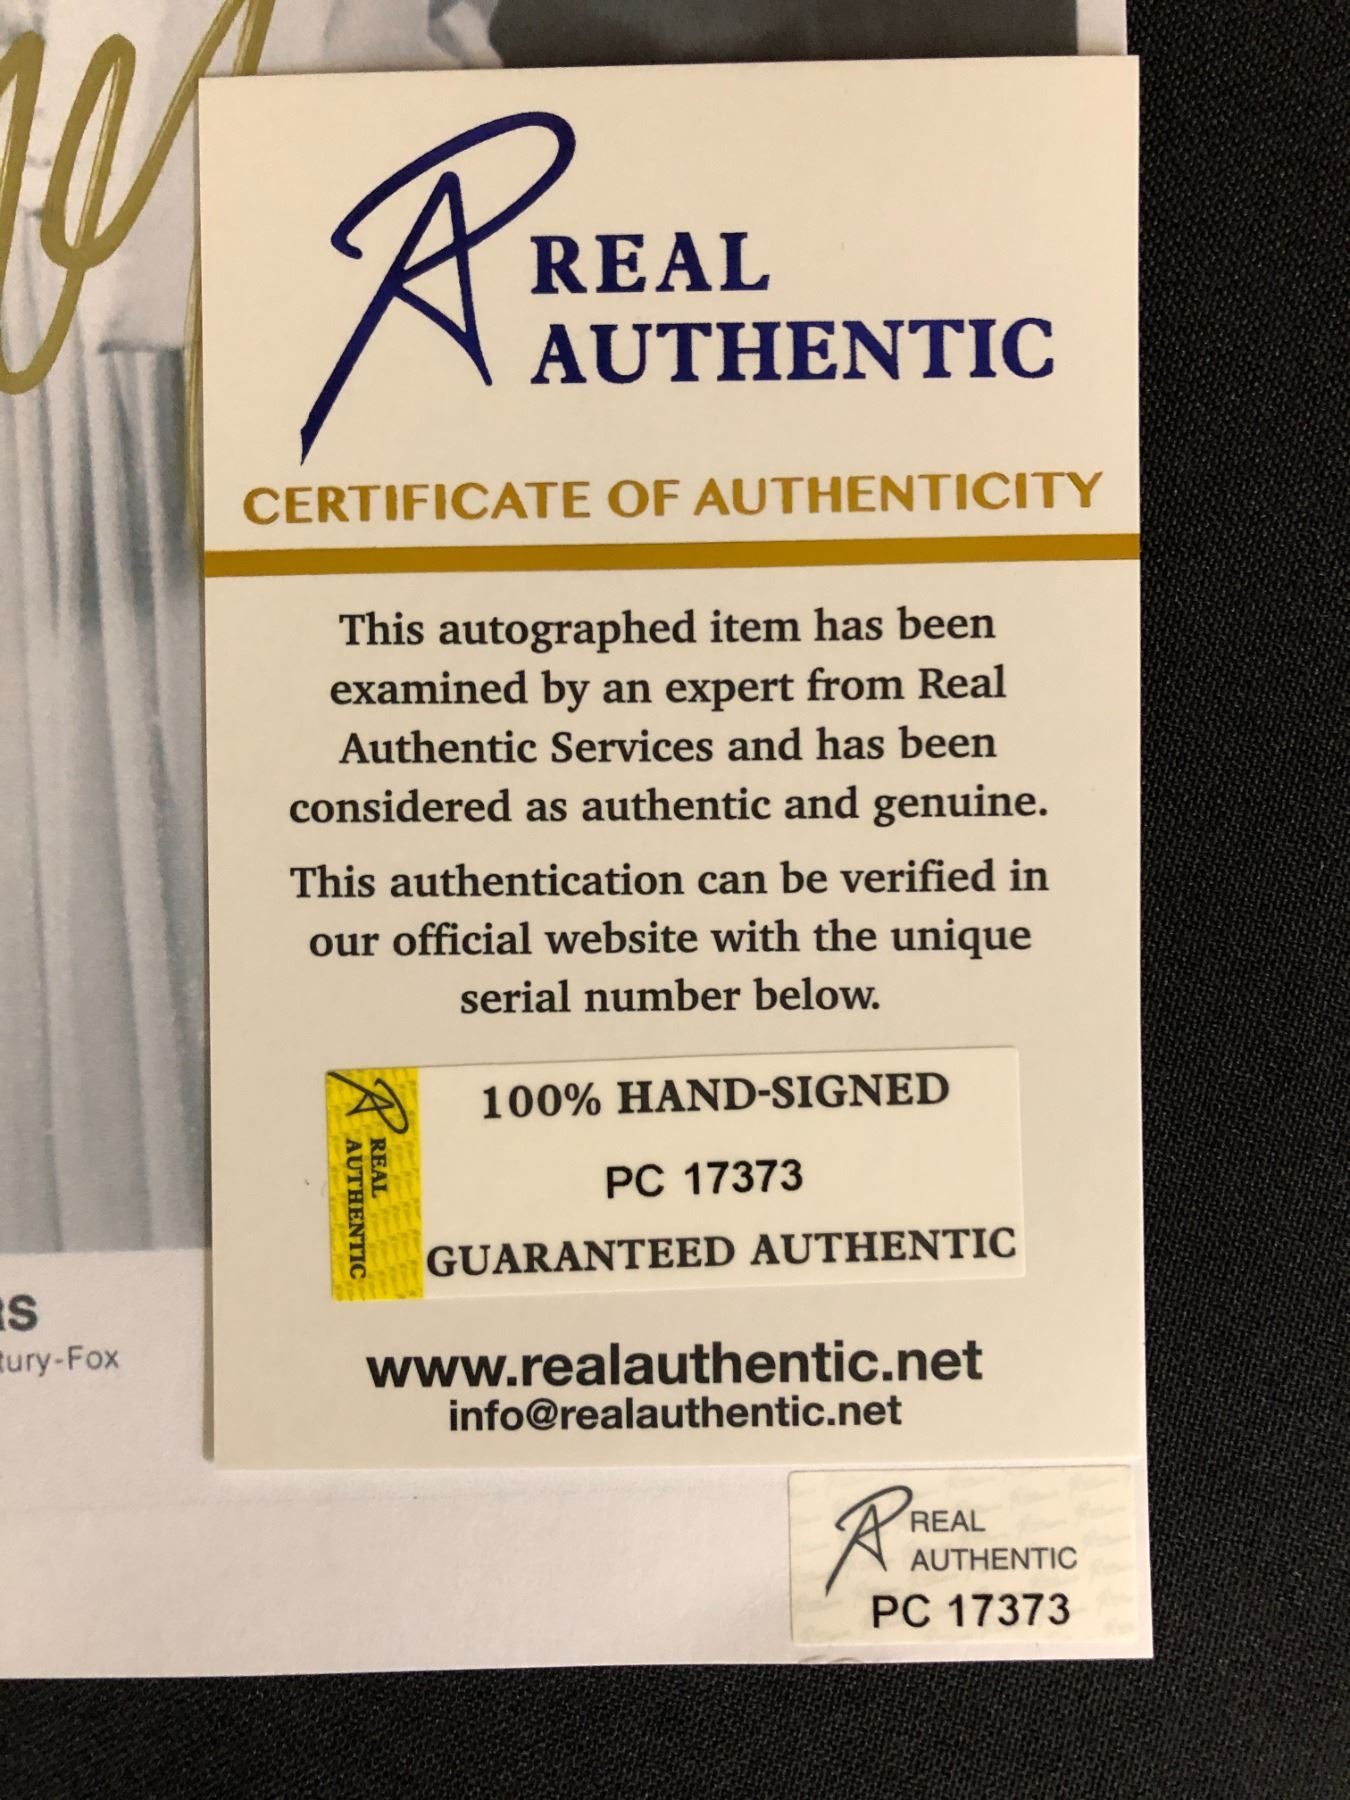 REAL
AUTHENTIC
CERTIFICATE OF AUTHENTICITY
This autographed item has been
examined by an expert from Real
Authentic Services and has been
considered as authentic and genuine.
This authentication can be verified in
our official website with the unique
serial number below.
REAL
AUTHENTIC
100% HAND-SIGNED
PC 17373
GUARANTEED AUTHENTIC
www.realauthentic.net
info@realauthentic.net
tury-Fox
REAL
AUTHENTIC
PC 17373